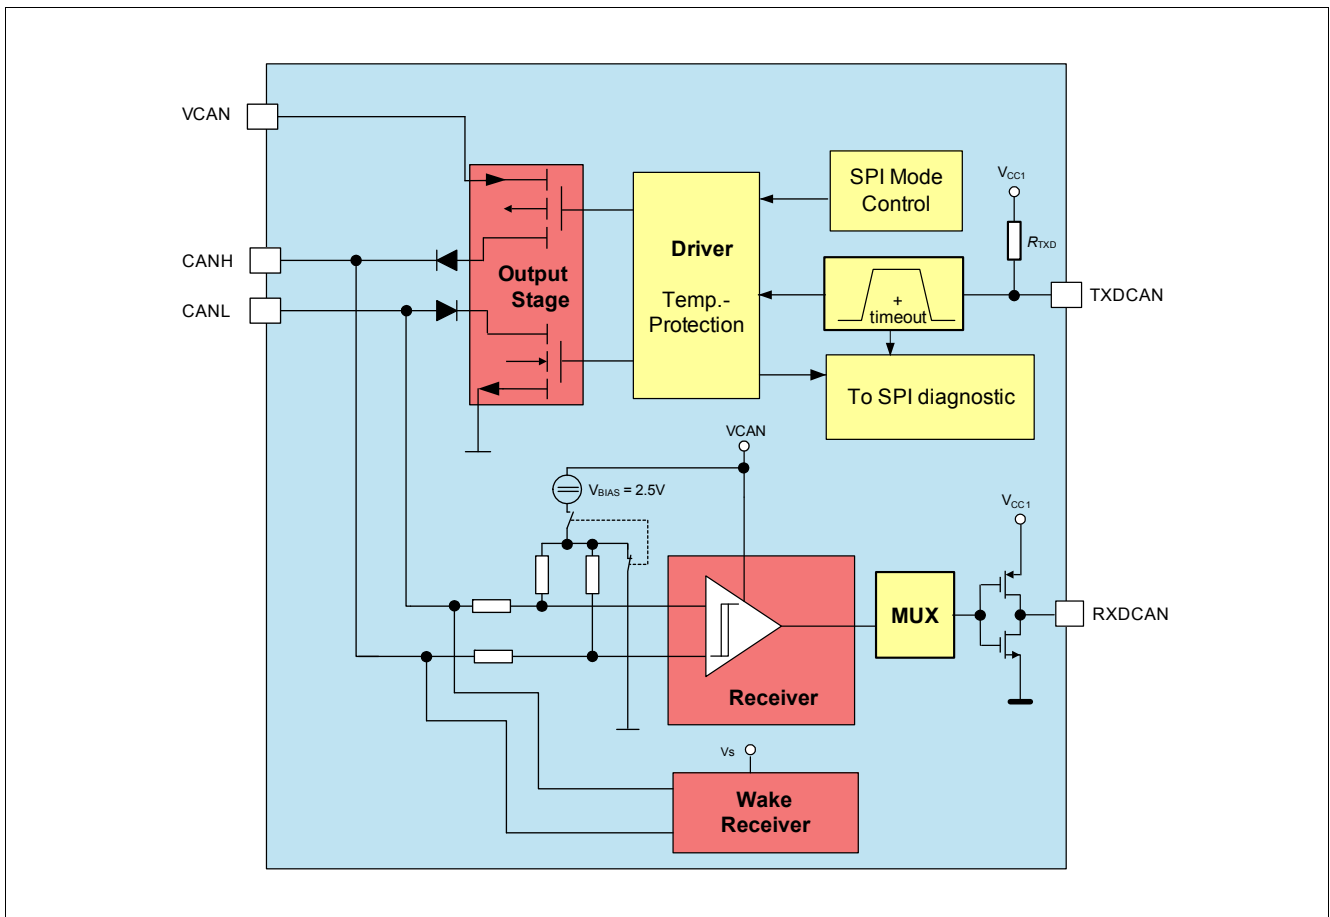 VCAN
SPI Mode
Control
VCC1
RTXD
CANH
Driver
Output
Stage
CANL
Temp.-
Protection
+
timeout
TXDCAN
To SPI diagnostic
VCAN
VBIAS = 2.5V
VCC1
MUX
RXDCAN
Receiver
Vs
Wake
Receiver